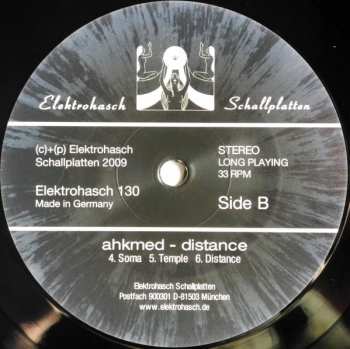 Elektrohasch Schallplatten
(c)+(p) Elektrohasch
Schallplatten 2009
STEREO
LONG PLAYING
33 RPM
Elektrohasch 130
Made in Germany
Side B
ahkmed - distance
4. Soma 5. Temple 6. Distance
Elektrohasch Schallplatten
Postfach 900301 D-81503 München
www.elektrohasch.de